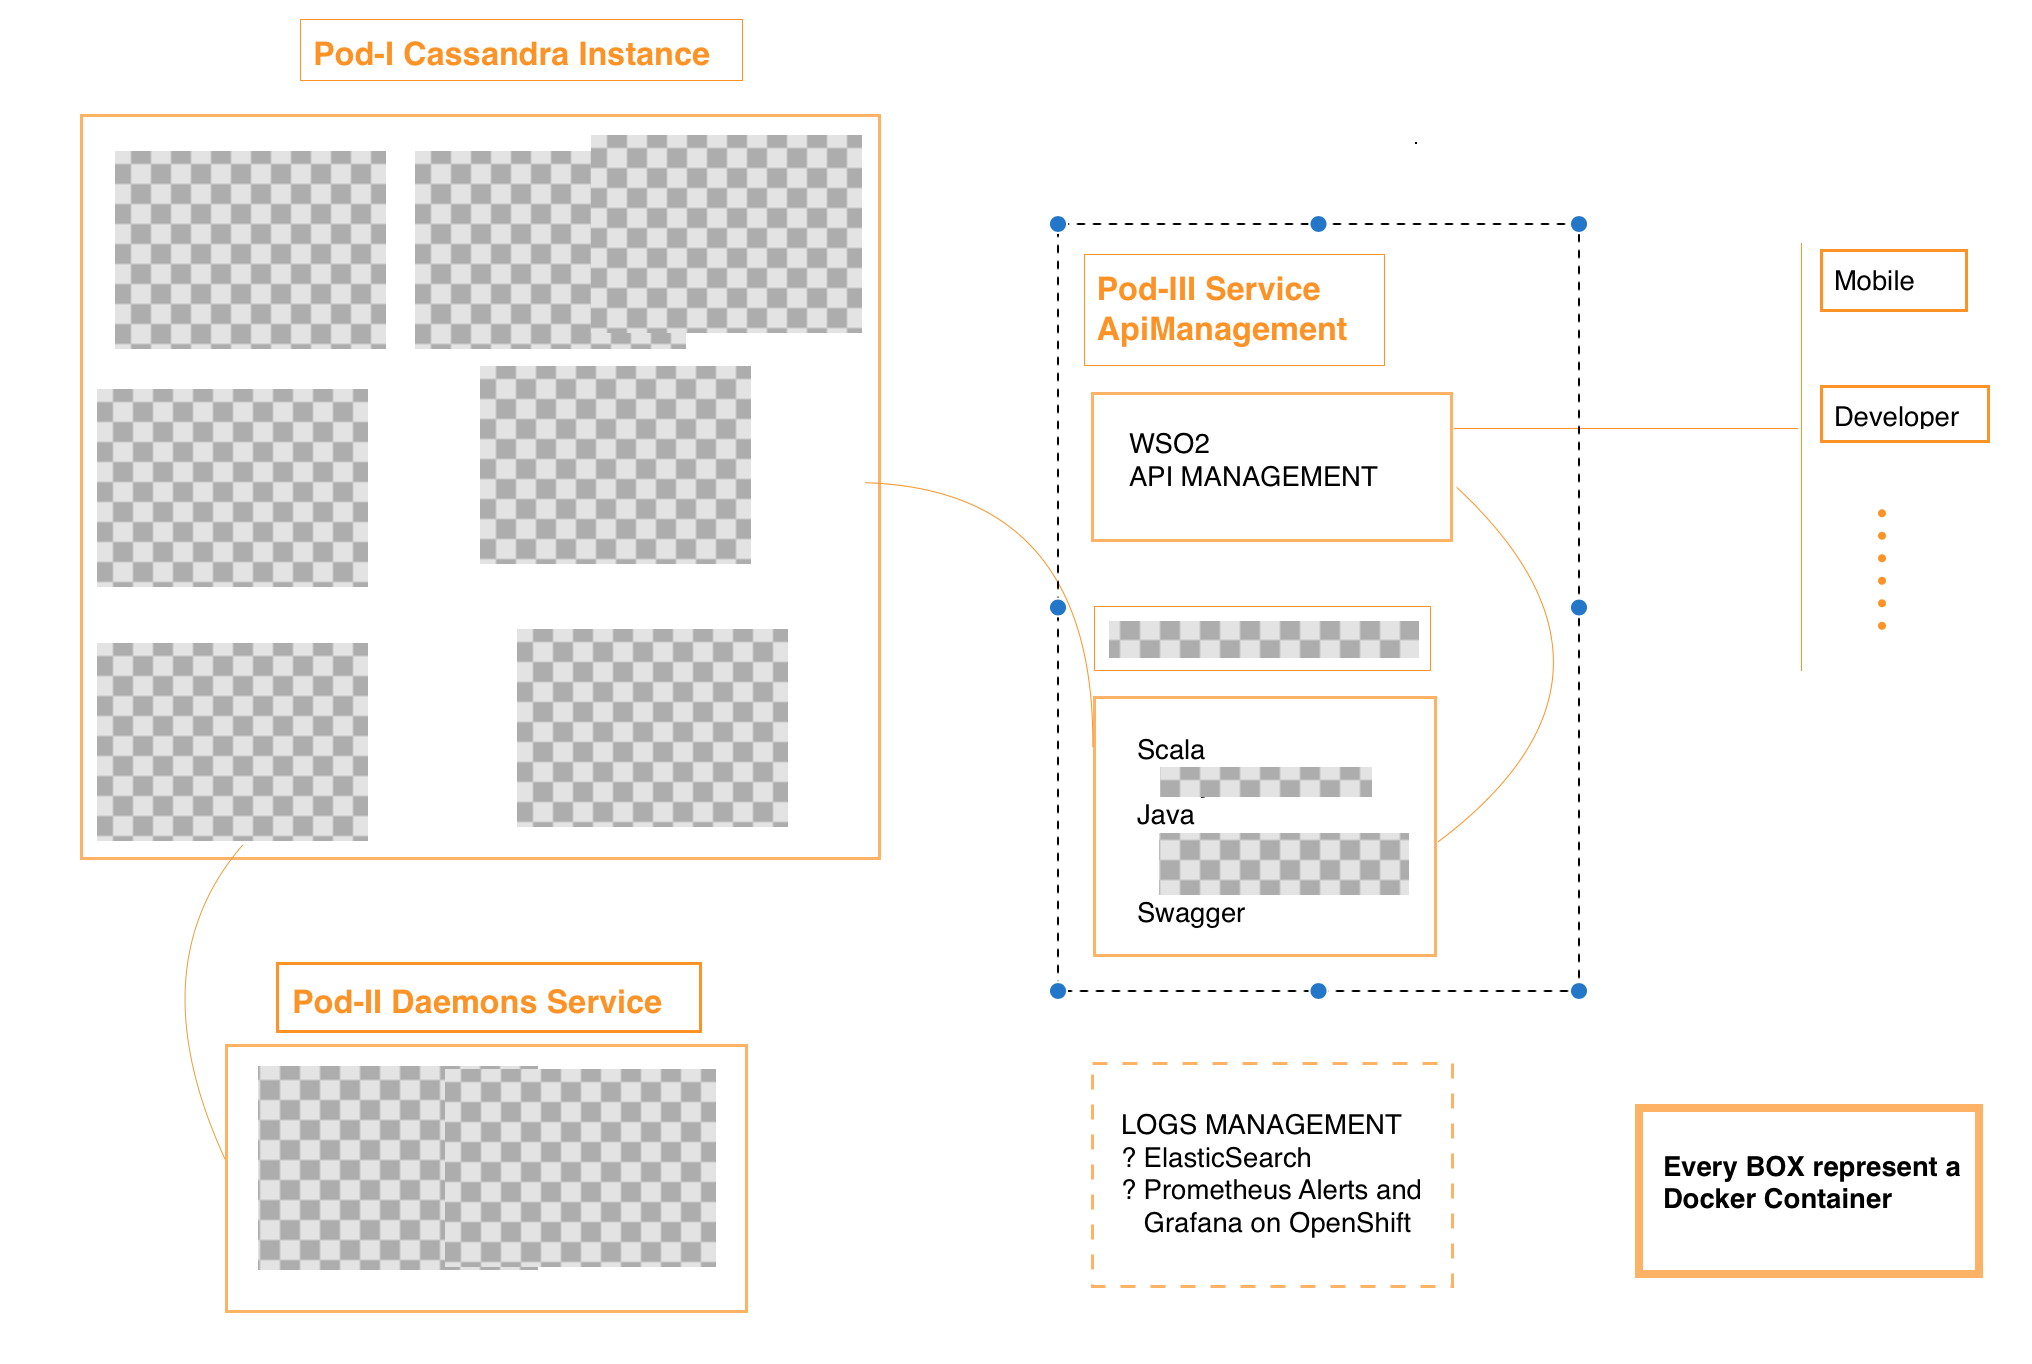 Pod-I Cassandra Instance
Pod-III Service
ApiManagement
WSO2
API MANAGEMENT
Scala
Java
Swagger
Mobile
Developer
Pod-II Daemons Service
LOGS MANAGEMENT
? ElasticSearch
? Prometheus Alerts and
Grafana on OpenShift
Every BOX represent a
Docker Container